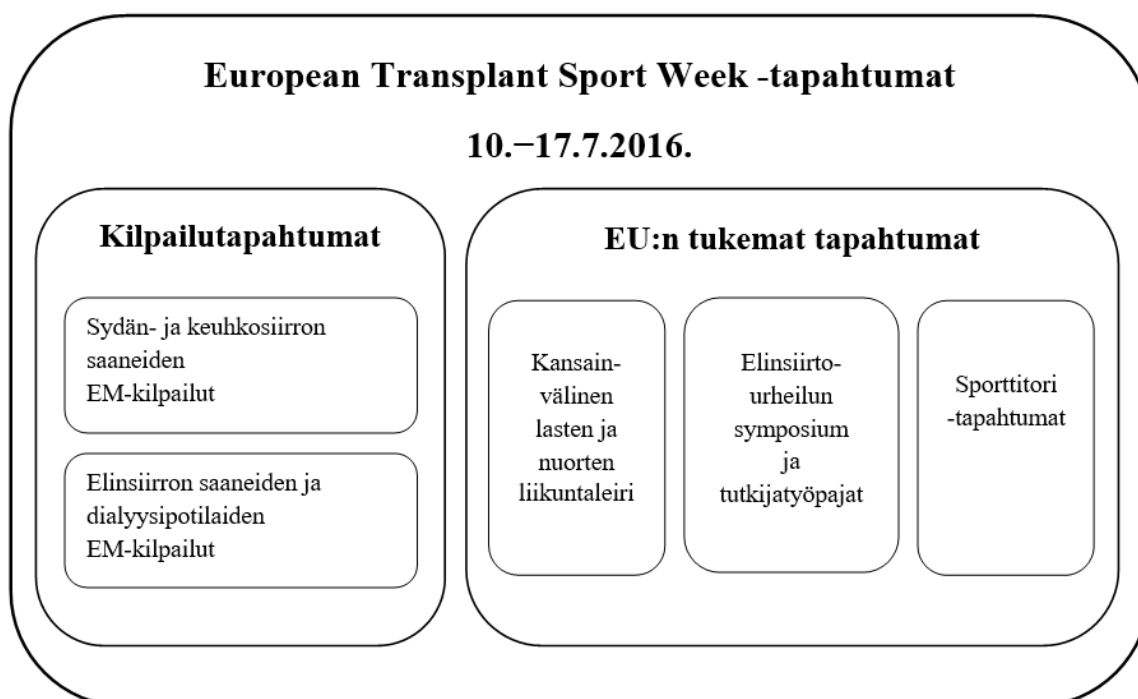 European Transplant Sport Week -tapahtumat
10.−17.7.2016.
Kilpailutapahtumat
Sydän- ja keuhkosiirron
saaneiden
EM-kilpailut
Elinsiirron saaneiden ja
dialyysipotilaiden
EM-kilpailut
EU:n tukemat tapahtumat
Kansain-
välinen
lasten ja
nuorten
liikuntaleiri
Elinsiirto-
urheilun
symposium
ja
tutkijatyöpajat
Sporttitori
-tapahtumat